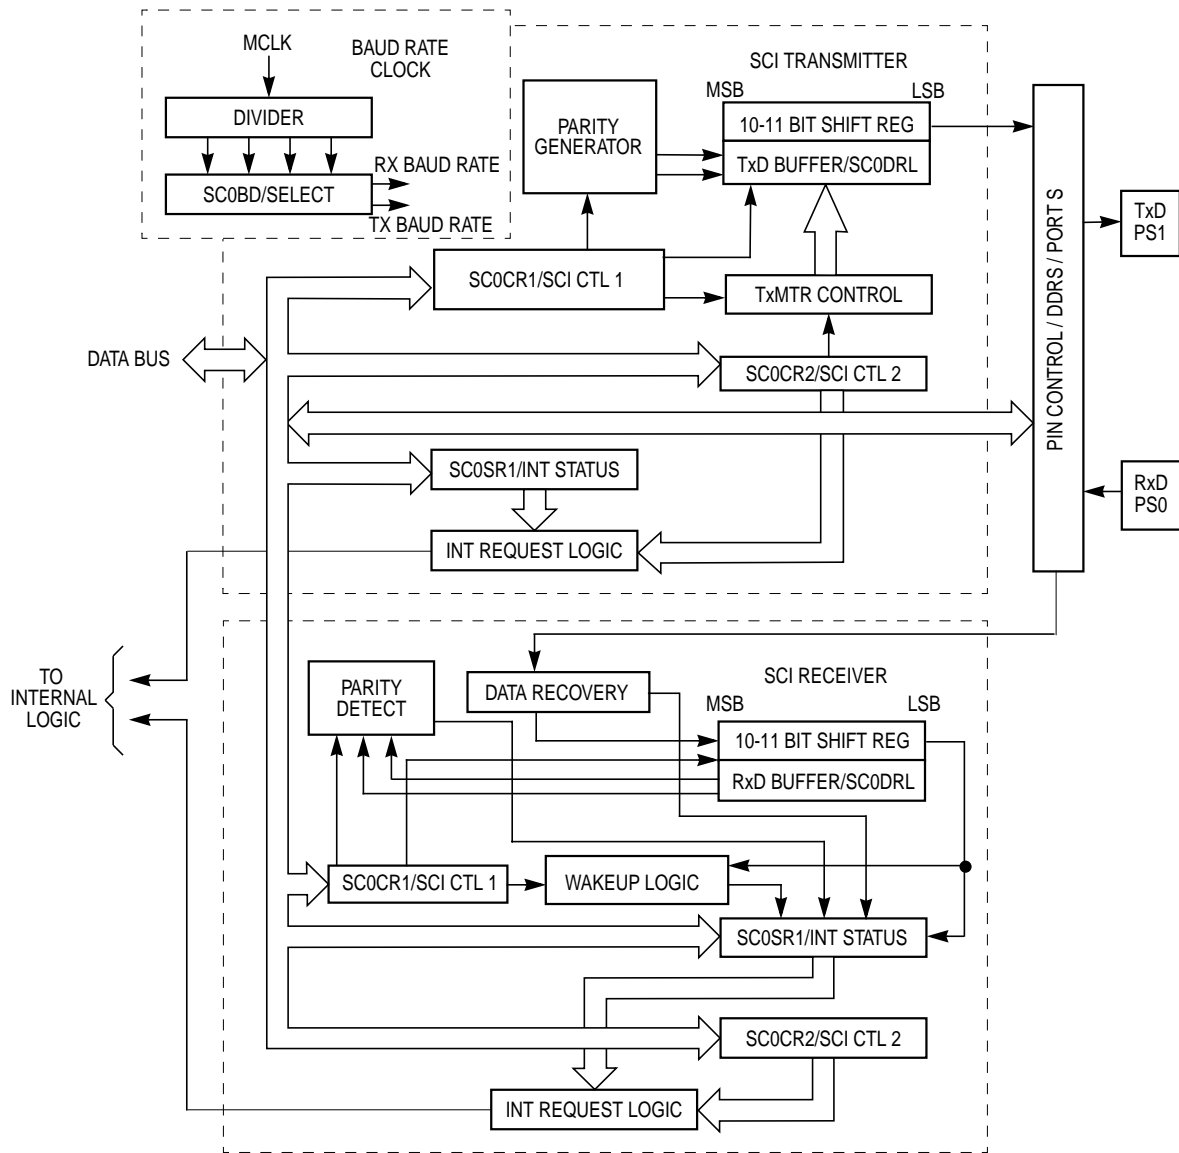 MCLK
BAUD RATE
CLOCK
DIVIDER
RX BAUD RATE
SC0BD/SELECT
TX BAUD RATE
SCI TRANSMITTER
MSB
LSB
PARITY
GENERATOR
10-11 BIT SHIFT REG
TxD BUFFER/SC0DRL
SC0CR1/SCI CTL 1
TxMTR CONTROL
DATA BUS
SC0CR2/SCI CTL 2
SC0SR1/INT STATUS
INT REQUEST LOGIC
PIN CONTROL / DDRS / PORT S
TxD
PS1
RxD
PS0
TO
INTERNAL
LOGIC
SCI RECEIVER
PARITY
DETECT
DATA RECOVERY
MSB
LSB
10-11 BIT SHIFT REG
RxD BUFFER/SC0DRL
SC0CR1/SCI CTL 1
WAKEUP LOGIC
SC0SR1/INT STATUS
SC0CR2/SCI CTL 2
INT REQUEST LOGIC